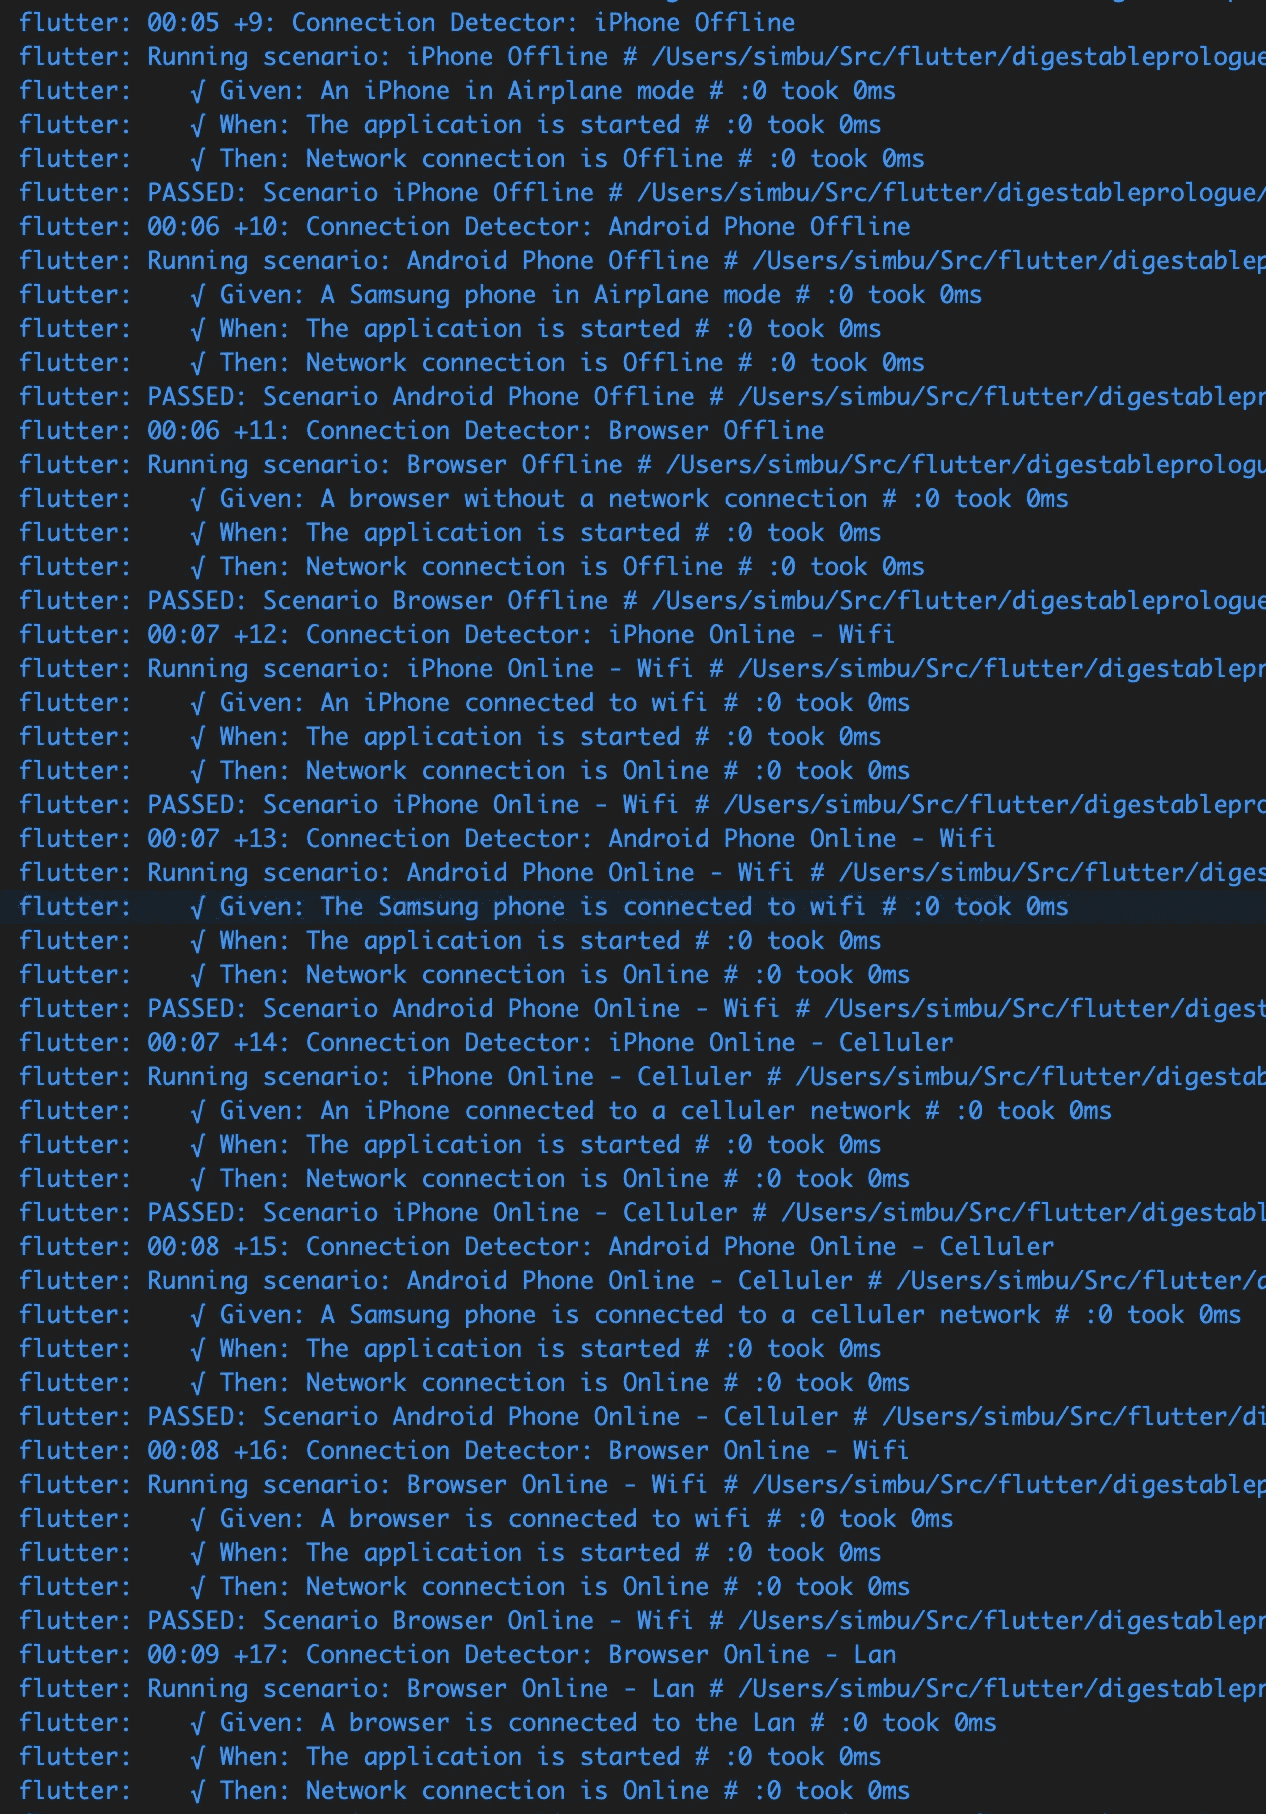 flutter: 00:05 +9: Connection Detector: iPhone Offline
flutter: Running scenario: iPhone Offline # /Users/simbu/Src/flutter/digestableprologue
flutter:    √ Given: An iPhone in Airplane mode # :0 took 0ms
flutter:    √ When: The application is started # :0 took 0ms
flutter:    √ Then: Network connection is Offline # :0 took 0ms
flutter: PASSED: Scenario iPhone Offline # /Users/simbu/Src/flutter/digestableprologue/
flutter: 00:06 +10: Connection Detector: Android Phone Offline
flutter: Running scenario: Android Phone Offline # /Users/simbu/Src/flutter/digestablep
flutter:    √ Given: A Samsung phone in Airplane mode # :0 took 0ms
flutter:    √ When: The application is started # :0 took 0ms
flutter:    √ Then: Network connection is Offline # :0 took 0ms
flutter: PASSED: Scenario Android Phone Offline # /Users/simbu/Src/flutter/digestablepr
flutter: 00:06 +11: Connection Detector: Browser Offline
flutter: Running scenario: Browser Offline # /Users/simbu/Src/flutter/digestableprologu
flutter:    √ Given: A browser without a network connection # :0 took 0ms
flutter:    √ When: The application is started # :0 took 0ms
flutter:    √ Then: Network connection is Offline # :0 took 0ms
flutter: PASSED: Scenario Browser Offline # /Users/simbu/Src/flutter/digestableprologue
flutter: 00:07 +12: Connection Detector: iPhone Online - Wifi
flutter: Running scenario: iPhone Online - Wifi # /Users/simbu/Src/flutter/digestablepr
flutter:    √ Given: An iPhone connected to wifi # :0 took 0ms
flutter:    √ When: The application is started # :0 took 0ms
flutter:    √ Then: Network connection is Online # :0 took 0ms
flutter: PASSED: Scenario iPhone Online - Wifi # /Users/simbu/Src/flutter/digestablepro
flutter: 00:07 +13: Connection Detector: Android Phone Online - Wifi
flutter: Running scenario: Android Phone Online - Wifi # /Users/simbu/Src/flutter/diges
flutter:    √ Given: The Samsung phone is connected to wifi # :0 took 0ms
flutter:    √ When: The application is started # :0 took 0ms
flutter:    √ Then: Network connection is Online # :0 took 0ms
flutter: PASSED: Scenario Android Phone Online - Wifi # /Users/simbu/Src/flutter/digest
flutter: 00:07 +14: Connection Detector: iPhone Online - Celluler
flutter: Running scenario: iPhone Online - Celluler # /Users/simbu/Src/flutter/digestab
flutter:    √ Given: An iPhone connected to a celluler network # :0 took 0ms
flutter:    √ When: The application is started # :0 took 0ms
flutter:    √ Then: Network connection is Online # :0 took 0ms
flutter: PASSED: Scenario iPhone Online - Celluler # /Users/simbu/Src/flutter/digestabl
flutter: 00:08 +15: Connection Detector: Android Phone Online - Celluler
flutter: Running scenario: Android Phone Online - Celluler # /Users/simbu/Src/flutter/d
flutter:    √ Given: A Samsung phone is connected to a celluler network # :0 took 0ms
flutter:    √ When: The application is started # :0 took 0ms
flutter:    √ Then: Network connection is Online # :0 took 0ms
flutter: PASSED: Scenario Android Phone Online - Celluler # /Users/simbu/Src/flutter/di
flutter: 00:08 +16: Connection Detector: Browser Online - Wifi
flutter: Running scenario: Browser Online - Wifi # /Users/simbu/Src/flutter/digestablep
flutter:    √ Given: A browser is connected to wifi # :0 took 0ms
flutter:    √ When: The application is started # :0 took 0ms
flutter:    √ Then: Network connection is Online # :0 took 0ms
flutter: PASSED: Scenario Browser Online - Wifi # /Users/simbu/Src/flutter/digestablepr
flutter: 00:09 +17: Connection Detector: Browser Online - Lan
flutter: Running scenario: Browser Online - Lan # /Users/simbu/Src/flutter/digestablepr
flutter:    √ Given: A browser is connected to the Lan # :0 took 0ms
flutter:    √ When: The application is started # :0 took 0ms
flutter:    √ Then: Network connection is Online # :0 took 0ms